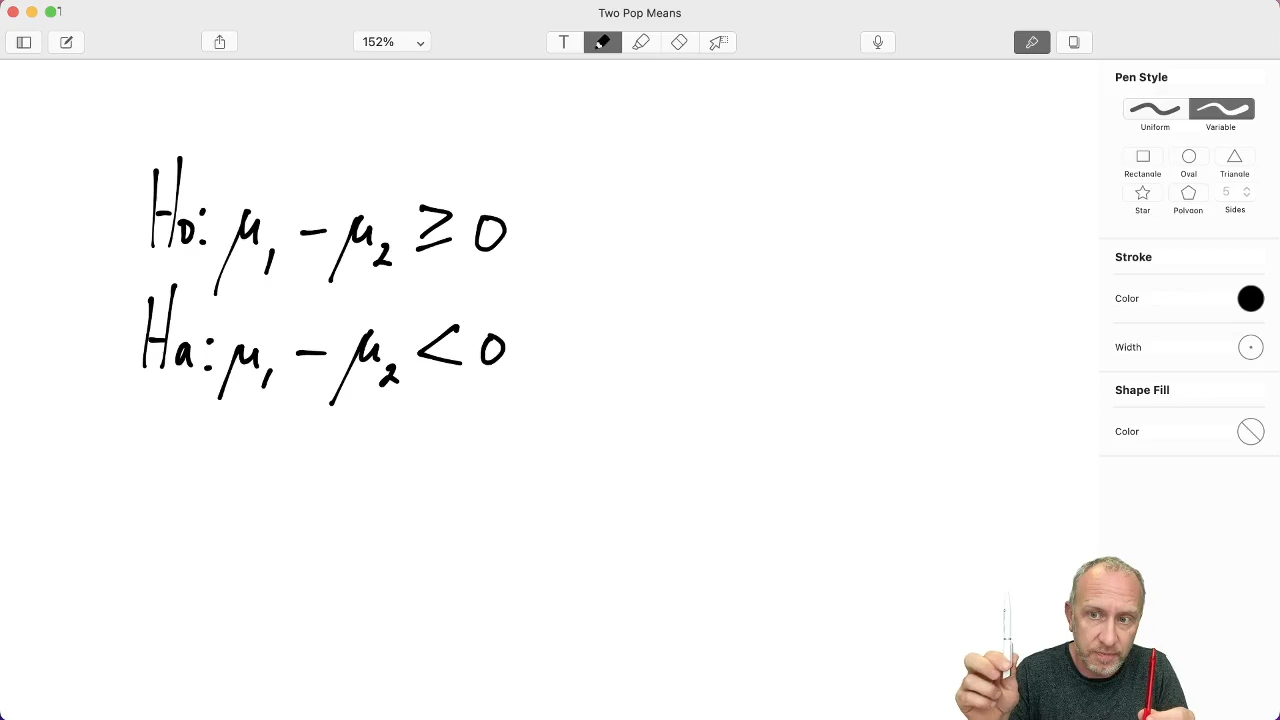 Two Pop Means
152%
T
Pen Style
Uniform
Variable
Rectangle
Oval
Triangle
Star
Polygon
5
Sides
Stroke
Color
Width
Shape Fill
Color
H0: μ1 − μ2 ≥ 0
Ha: μ1 − μ2 < 0